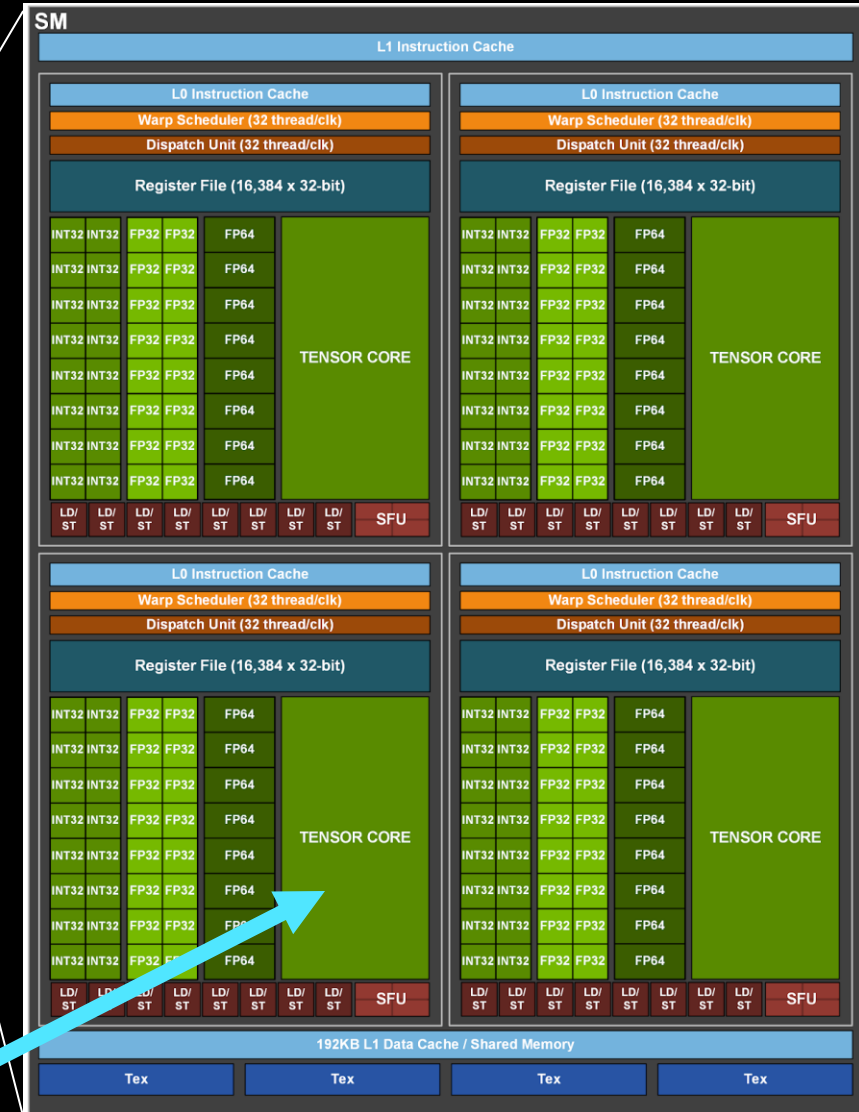 SM
L1 Instruction Cache
L0 Instruction Cache
Warp Scheduler (32 thread/clk)
Dispatch Unit (32 thread/clk)
Register File (16,384 x 32-bit)
INT32 INT32 FP32 FP32 FP64
INT32 INT32 FP32 FP32 FP64
INT32 INT32 FP32 FP32 FP64
INT32 INT32 FP32 FP32 FP64
TENSOR CORE
INT32 INT32 FP32 FP32 FP64
INT32 INT32 FP32 FP32 FP64
INT32 INT32 FP32 FP32 FP64
INT32 INT32 FP32 FP32 FP64
LD/ LD/ LD/ LD/ LD/ LD/ LD/ LD/
ST ST ST ST ST ST ST ST
SFU
L0 Instruction Cache
Warp Scheduler (32 thread/clk)
Dispatch Unit (32 thread/clk)
Register File (16,384 x 32-bit)
INT32 INT32 FP32 FP32 FP64
INT32 INT32 FP32 FP32 FP64
INT32 INT32 FP32 FP32 FP64
INT32 INT32 FP32 FP32 FP64
TENSOR CORE
INT32 INT32 FP32 FP32 FP64
INT32 INT32 FP32 FP32 FP64
INT32 INT32 FP32 FP32 FP64
INT32 INT32 FP32 FP32 FP64
LD/ LD/ LD/ LD/ LD/ LD/ LD/ LD/
ST ST ST ST ST ST ST ST
SFU
L0 Instruction Cache
Warp Scheduler (32 thread/clk)
Dispatch Unit (32 thread/clk)
Register File (16,384 x 32-bit)
INT32 INT32 FP32 FP32 FP64
INT32 INT32 FP32 FP32 FP64
INT32 INT32 FP32 FP32 FP64
INT32 INT32 FP32 FP32 FP64
TENSOR CORE
INT32 INT32 FP32 FP32 FP64
INT32 INT32 FP32 FP32 FP64
INT32 INT32 FP32 FP32
INT32 INT32 FP32 FP64
LD/ LD/ LD/ LD/ LD/ LD/
ST ST ST ST ST ST ST
SFU
L0 Instruction Cache
Warp Scheduler (32 thread/clk)
Dispatch Unit (32 thread/clk)
Register File (16,384 x 32-bit)
INT32 INT32 FP32 FP32 FP64
INT32 INT32 FP32 FP32 FP64
INT32 INT32 FP32 FP32 FP64
INT32 INT32 FP32 FP32 FP64
TENSOR CORE
INT32 INT32 FP32 FP32 FP64
INT32 INT32 FP32 FP32 FP64
INT32 INT32 FP32 FP32 FP64
INT32 INT32 FP32 FP32 FP64
LD/ LD/ LD/ LD/ LD/ LD/ LD/ LD/
ST ST ST ST ST ST ST ST
SFU
192KB L1 Data Cache / Shared Memory
Tex Tex Tex Tex